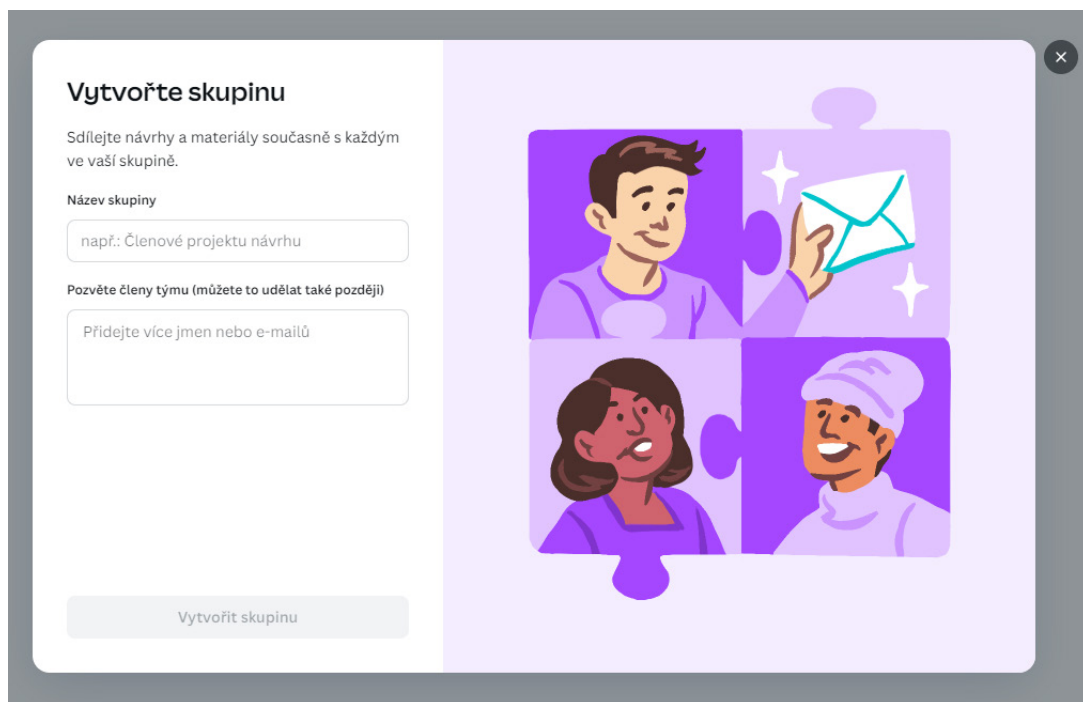 Vytvořte skupinu
Sdílejte návrhy a materiály současně s každým
ve vaší skupině.
Název skupiny
např.: Členové projektu návrhu
Pozvěte členy týmu (můžete to udělat také později)
Přidejte více jmen nebo e-mailů
Vytvořit skupinu